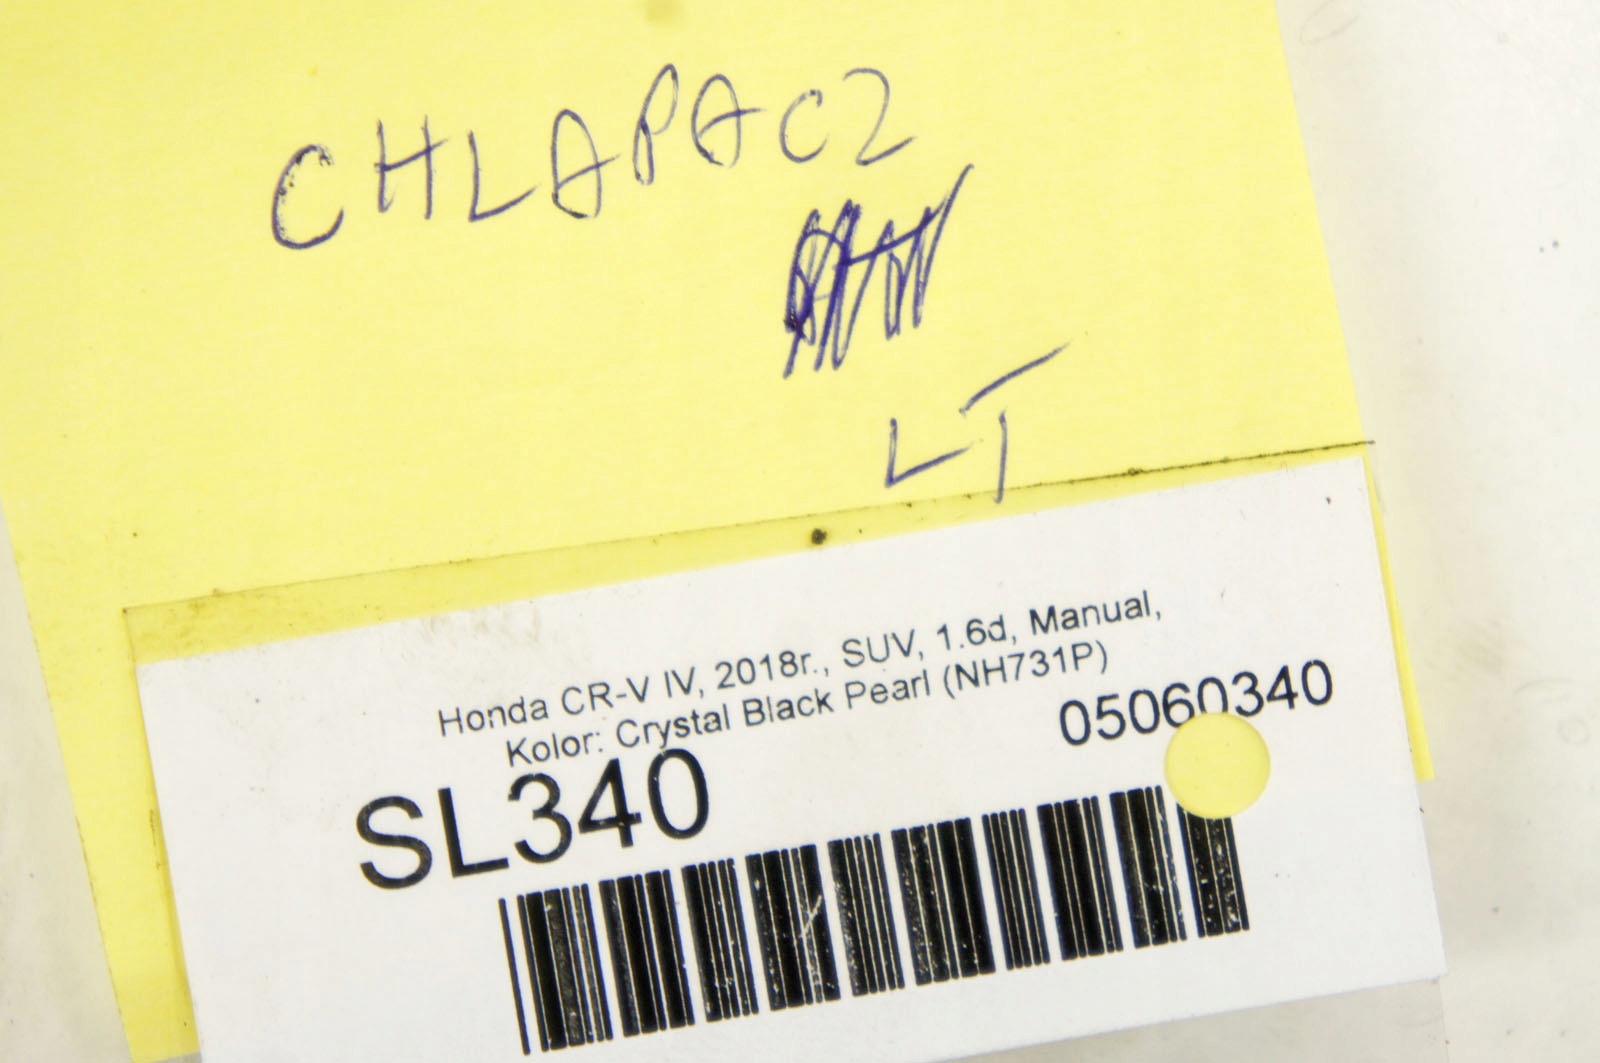 CHLAPACZ
LT
Honda CR-V IV, 2018r., SUV, 1.6d, Manual,
Kolor: Crystal Black Pearl (NH731P)
05060340
SL340